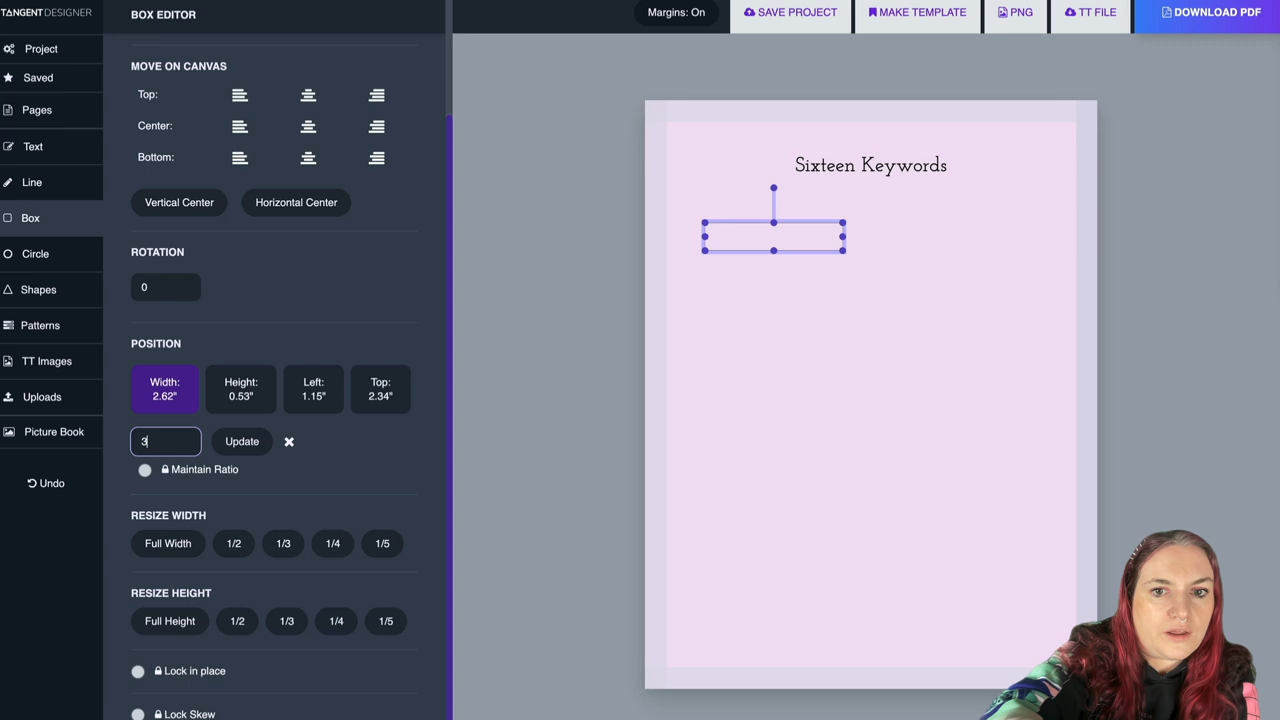 TANGENT DESIGNER
BOX EDITOR
Margins: On
SAVE PROJECT
MAKE TEMPLATE
PNG
TT FILE
DOWNLOAD PDF
Project
Saved
Pages
Text
Line
Box
Circle
Shapes
Patterns
TT Images
Uploads
Picture Book
Undo
MOVE ON CANVAS
Top:
Center:
Bottom:
Vertical Center
Horizontal Center
ROTATION
0
POSITION
Width:
2.62"
Height:
0.53"
Left:
1.15"
Top:
2.34"
3
Update
Maintain Ratio
RESIZE WIDTH
Full Width
1/2
1/3
1/4
1/5
RESIZE HEIGHT
Full Height
1/2
1/3
1/4
1/5
Lock in place
Lock Skew
Sixteen Keywords